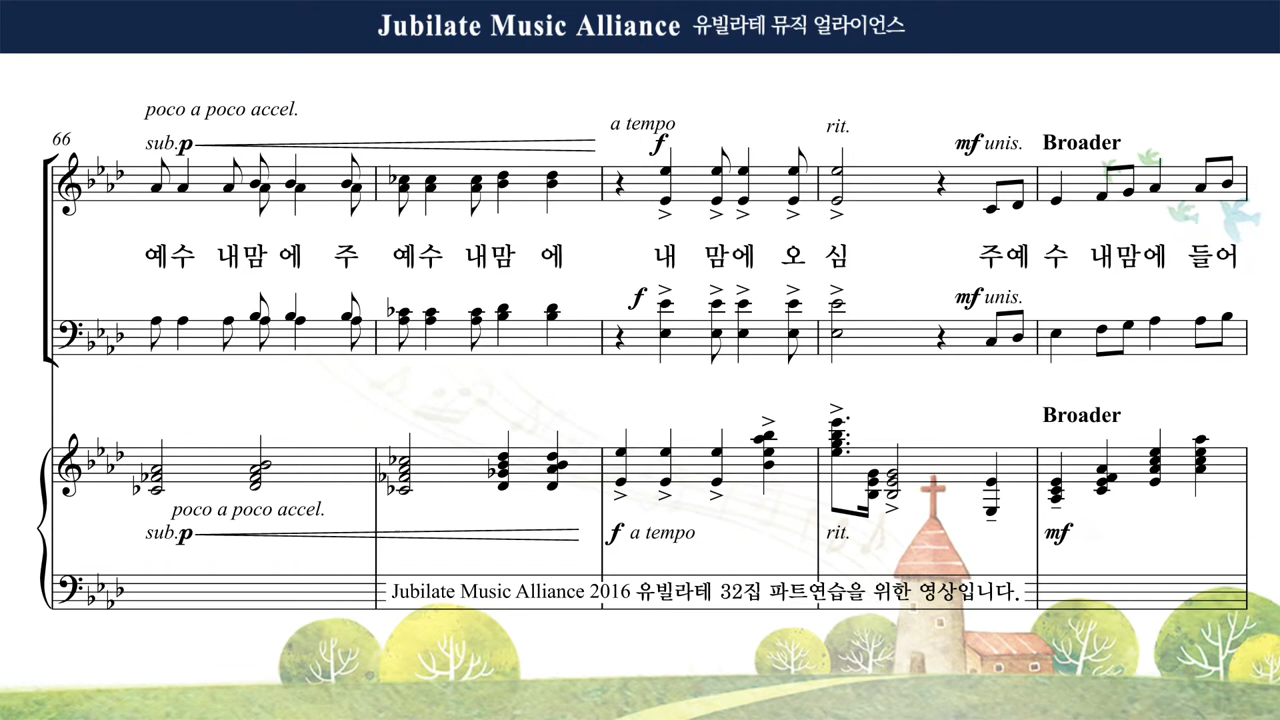 Jubilate Music Alliance 유빌라테 뮤직 얼라이언스
poco a poco accel.
66 sub.p a tempo f rit. mf unis. Broader
예수 내맘에 주 예수 내맘 에 내 맘에 오 심 주예 수 내맘에 들어
f mf unis.
Broader
poco a poco accel.
sub.p f a tempo rit. mf
Jubilate Music Alliance 2016 유빌라테 32집 파트연습을 위한 영상입니다.